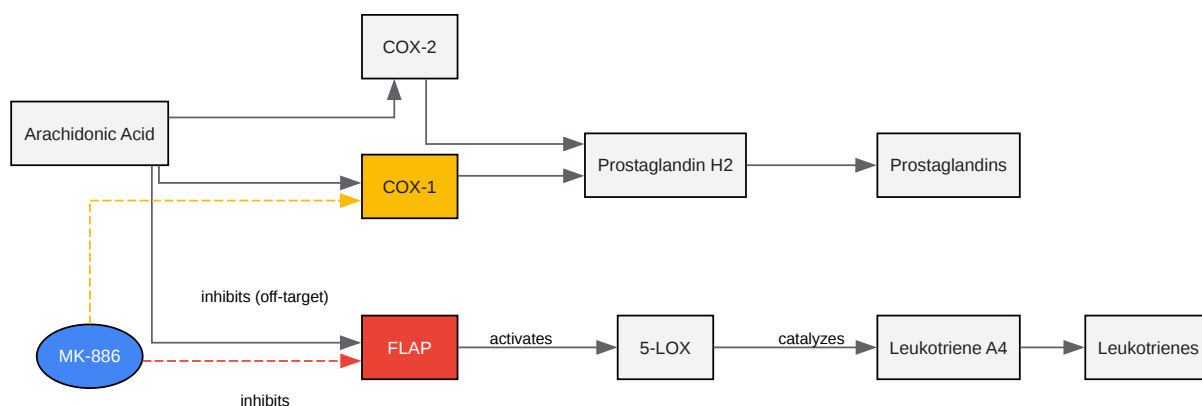 COX-2
Arachidonic Acid
Prostaglandin H2
Prostaglandins
COX-1
inhibits (off-target)
MK-886
FLAP
activates
5-LOX
catalyzes
Leukotriene A4
Leukotrienes
inhibits